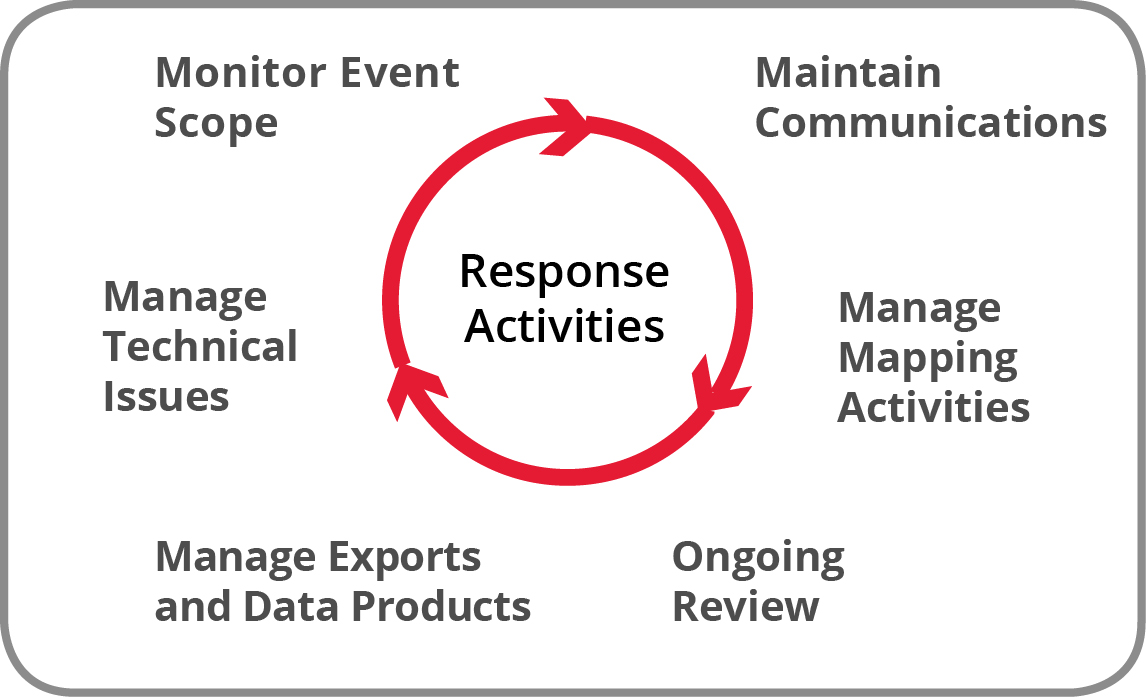 Monitor Event
Scope
Maintain
Communications
Response
Activities
Manage
Technical
Issues
Manage
Mapping
Activities
Manage Exports
and Data Products
Ongoing
Review